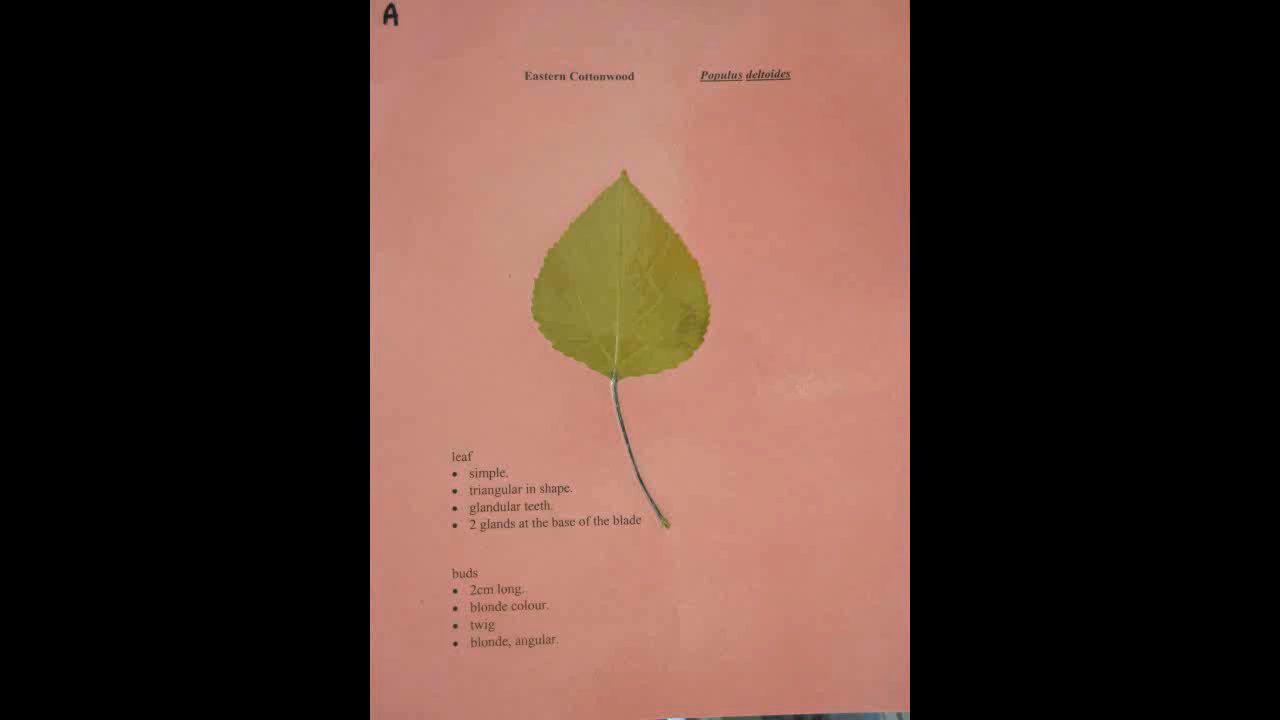 A
Eastern Cottonwood Populus deltoides
leaf
• simple.
• triangular in shape.
• glandular teeth.
• 2 glands at the base of the blade
buds
• 2cm long.
• blonde colour.
• twig
• blonde, angular.